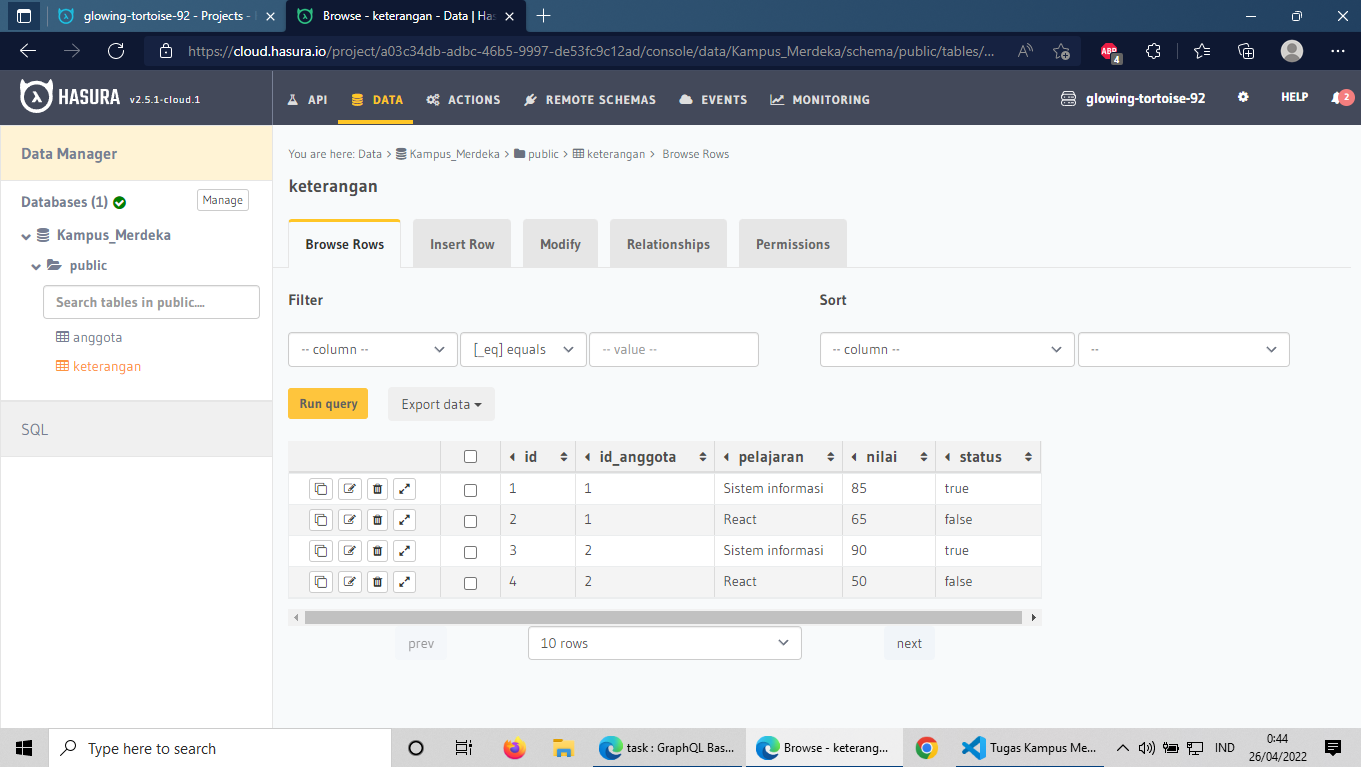 glowing-tortoise-92 - Projects -
Browse - keterangan - Data | Has
https://cloud.hasura.io/project/a03c34db-adbc-46b5-9997-de53fc9c12ad/console/data/Kampus_Merdeka/schema/public/tables/...
ABP 4
HASURA v2.5.1-cloud.1
API DATA ACTIONS REMOTE SCHEMAS EVENTS MONITORING
glowing-tortoise-92 HELP 2
Data Manager
Databases (1) Manage
Kampus_Merdeka
public
Search tables in public....
anggota
keterangan
SQL
You are here: Data > Kampus_Merdeka > public > keterangan > Browse Rows
keterangan
Browse Rows Insert Row Modify Relationships Permissions
Filter Sort
-- column -- [_eq] equals -- value -- -- column -- --
Run query Export data
id id_anggota pelajaran nilai status
1 1 Sistem informasi 85 true
2 1 React 65 false
3 2 Sistem informasi 90 true
4 2 React 50 false
prev 10 rows next
Type here to search
task : GraphQL Bas...
Browse - keterang...
Tugas Kampus Me...
IND
0:44
26/04/2022